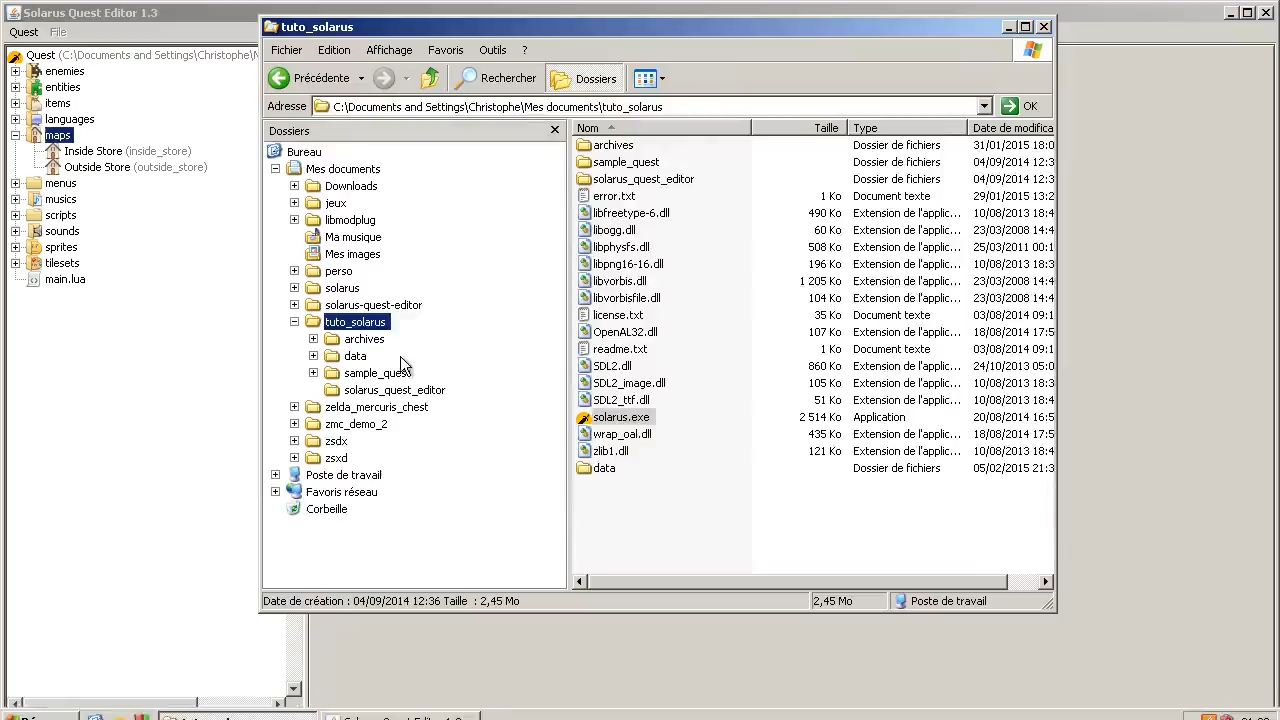 Solarus Quest Editor 1.3
Quest File
Quest (C:\Documents and Settings\Christophe\M
enemies
entities
items
languages
maps
Inside Store (inside_store)
Outside Store (outside_store)
menus
musics
scripts
sounds
sprites
tilesets
main.lua
tuto_solarus
Fichier Edition Affichage Favoris Outils ?
Précédente Rechercher Dossiers
Adresse C:\Documents and Settings\Christophe\Mes documents\tuto_solarus OK
Dossiers
Bureau
Mes documents
Downloads
jeux
libmodplug
Ma musique
Mes images
perso
solarus
solarus-quest-editor
tuto_solarus
archives
data
sample_quest
solarus_quest_editor
zelda_mercuris_chest
zmc_demo_2
zsdx
zsxd
Poste de travail
Favoris réseau
Corbeille
Nom Taille Type Date de modifica
archives Dossier de fichiers 31/01/2015 18:0
sample_quest Dossier de fichiers 04/09/2014 12:3
solarus_quest_editor Dossier de fichiers 04/09/2014 12:3
error.txt 1 Ko Document texte 29/01/2015 13:2
libfreetype-6.dll 490 Ko Extension de l'applic... 10/08/2013 18:4
libogg.dll 60 Ko Extension de l'applic... 23/03/2008 14:4
libphysfs.dll 508 Ko Extension de l'applic... 25/03/2011 00:1
libpng16-16.dll 196 Ko Extension de l'applic... 10/08/2013 18:4
libvorbis.dll 1 205 Ko Extension de l'applic... 23/03/2008 14:4
libvorbisfile.dll 104 Ko Extension de l'applic... 23/03/2008 14:4
license.txt 35 Ko Document texte 03/08/2014 09:1
OpenAL32.dll 107 Ko Extension de l'applic... 18/08/2014 17:5
readme.txt 1 Ko Document texte 03/08/2014 09:1
SDL2.dll 860 Ko Extension de l'applic... 24/10/2013 05:0
SDL2_image.dll 105 Ko Extension de l'applic... 10/08/2013 18:3
SDL2_ttf.dll 51 Ko Extension de l'applic... 10/08/2013 18:4
solarus.exe 2 514 Ko Application 20/08/2014 16:5
wrap_oal.dll 435 Ko Extension de l'applic... 18/08/2014 17:5
zlib1.dll 121 Ko Extension de l'applic... 10/08/2013 18:4
data Dossier de fichiers 05/02/2015 21:3
Date de création : 04/09/2014 12:36 Taille : 2,45 Mo 2,45 Mo Poste de travail